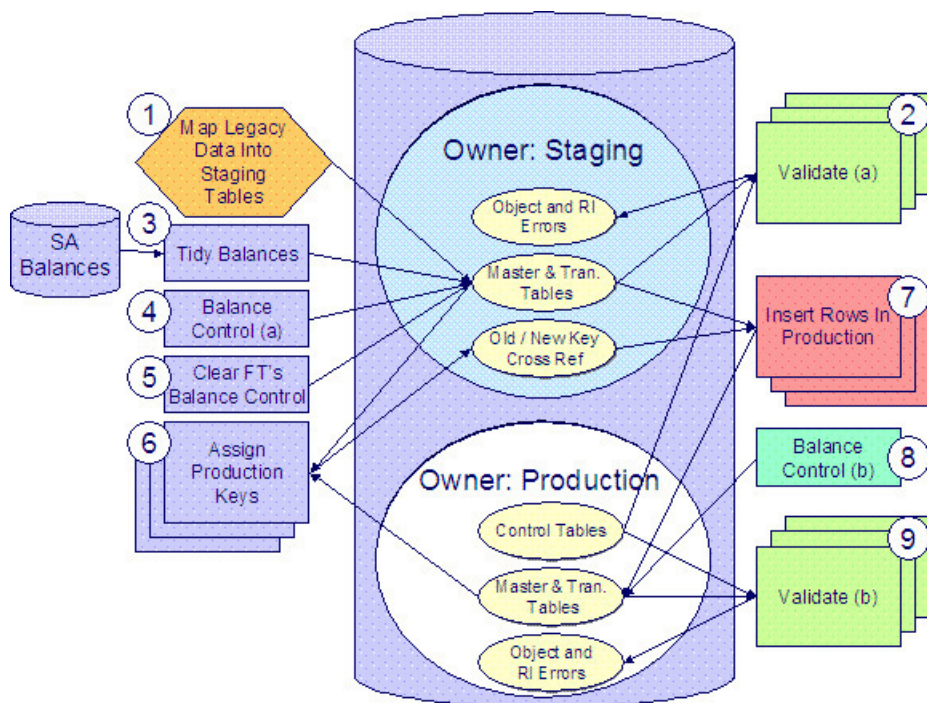 1
Map Legacy
Data Into
Staging
Tables
SA
Balances
3
Tidy Balances
4
Balance
Control (a)
5
Clear FT's
Balance Control
6
Assign
Production
Keys
Owner: Staging
Object and RI
Errors
Master & Tran.
Tables
Old / New Key
Cross Ref
Owner: Production
Control Tables
Master & Tran.
Tables
Object and
RI Errors
2
Validate (a)
7
Insert Rows In
Production
Balance
Control (b)
8
9
Validate (b)